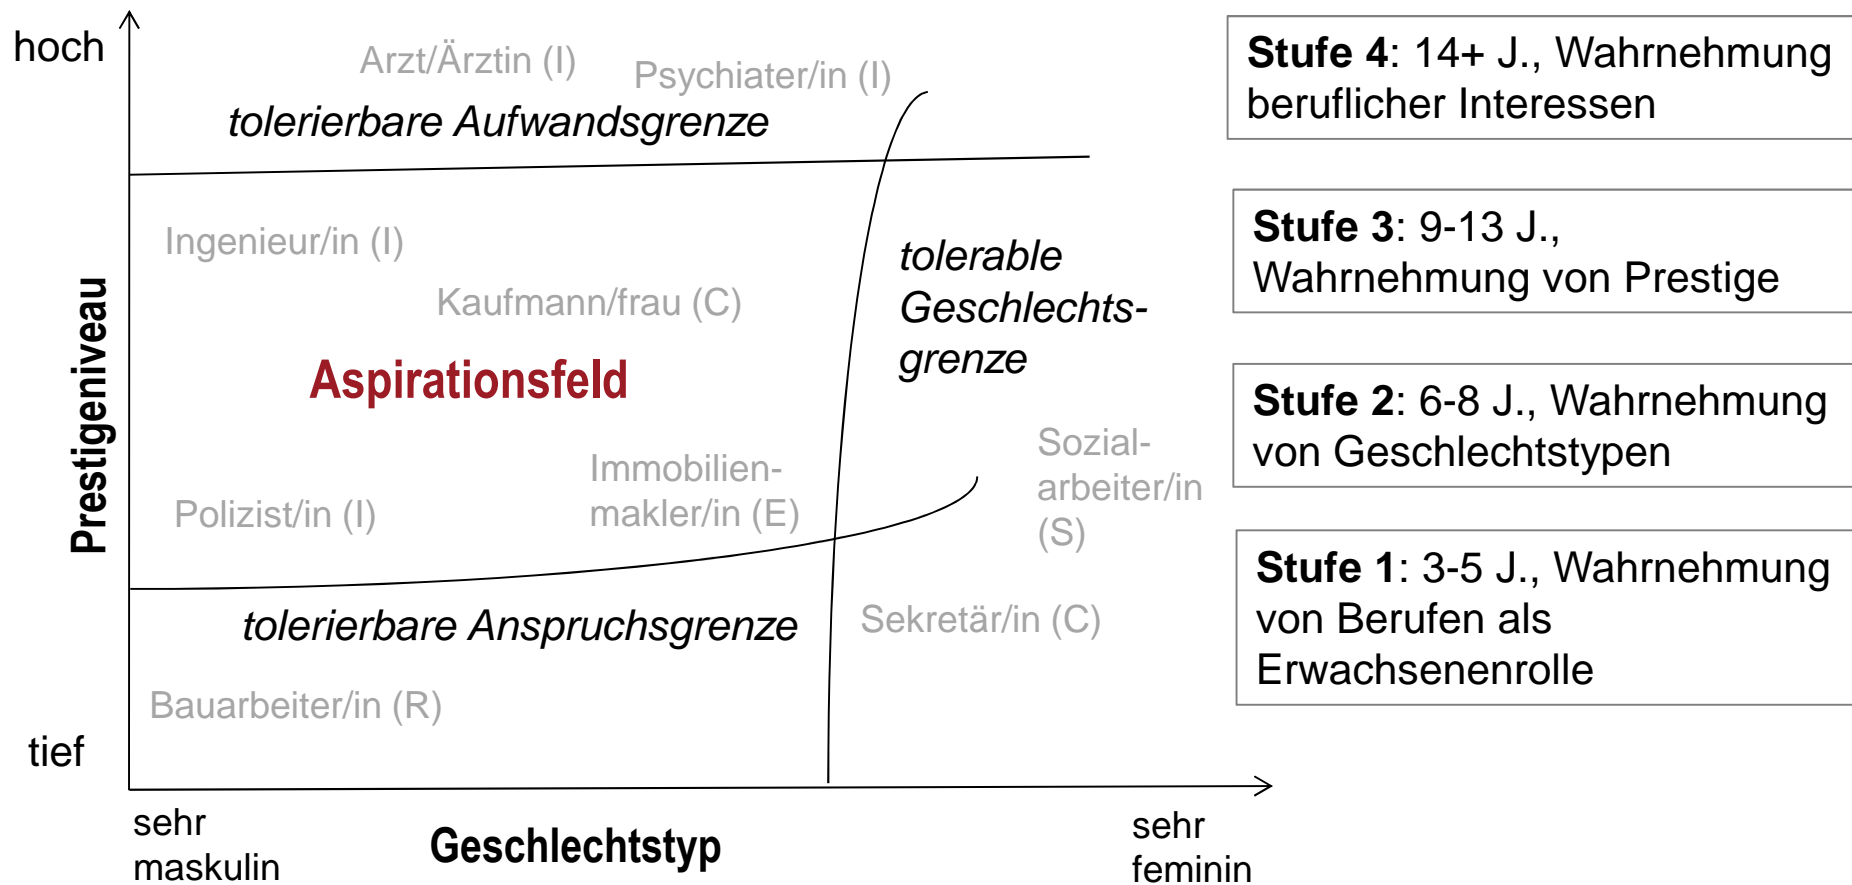 hoch
Arzt/Ärztin (I)
Psychiater/in (I)
tolerierbare Aufwandsgrenze
Ingenieur/in (I)
Kaufmann/frau (C)
tolerable
Geschlechts-
grenze
Prestigeniveau
Aspirationsfeld
Immobilien-
makler/in (E)
Polizist/in (I)
Sozial-
arbeiter/in
(S)
tolerierbare Anspruchsgrenze
Sekretär/in (C)
Bauarbeiter/in (R)
tief
sehr
maskulin
Geschlechtstyp
sehr
feminin
Stufe 4: 14+ J., Wahrnehmung
beruflicher Interessen
Stufe 3: 9-13 J.,
Wahrnehmung von Prestige
Stufe 2: 6-8 J., Wahrnehmung
von Geschlechtstypen
Stufe 1: 3-5 J., Wahrnehmung
von Berufen als
Erwachsenenrolle